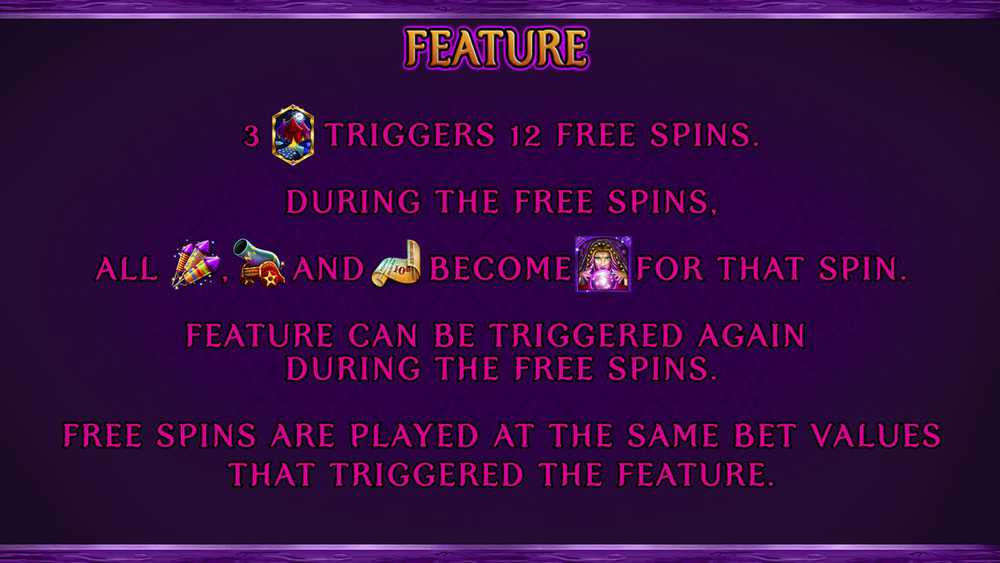 FEATURE
3 TRIGGERS 12 FREE SPINS.
DURING THE FREE SPINS,
ALL , AND BECOME FOR THAT SPIN.
FEATURE CAN BE TRIGGERED AGAIN
DURING THE FREE SPINS.
FREE SPINS ARE PLAYED AT THE SAME BET VALUES
THAT TRIGGERED THE FEATURE.